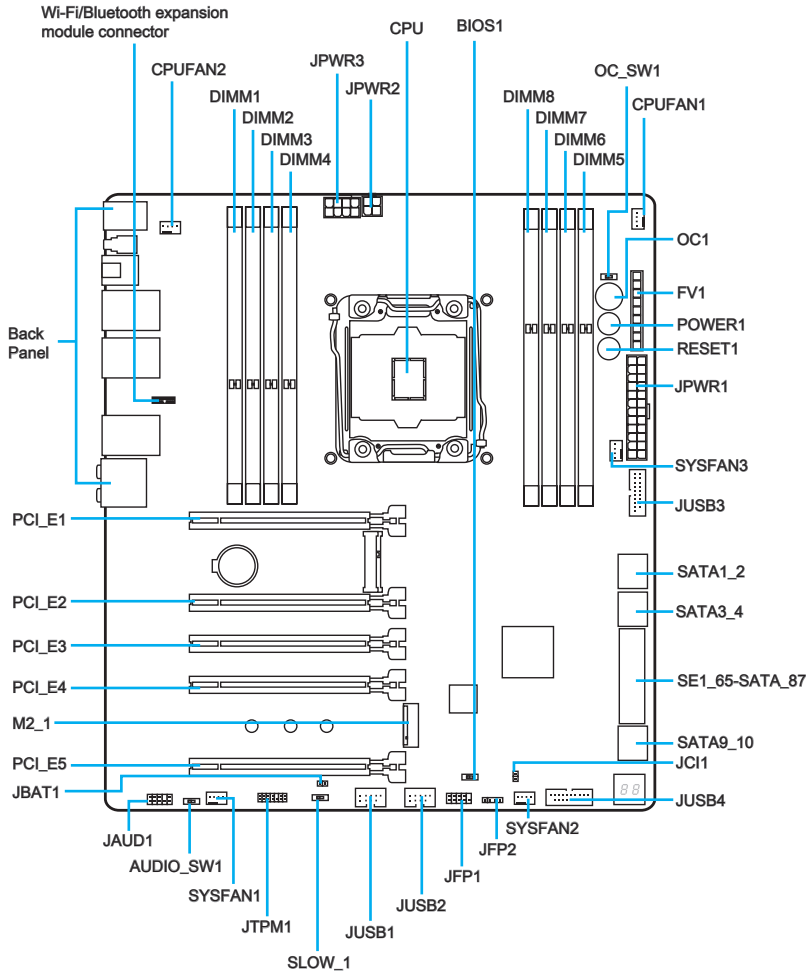 Wi-Fi/Bluetooth expansion
module connector
CPU
BIOS1
CPUFAN2
JPWR3
JPWR2
OC_SW1
CPUFAN1
DIMM1
DIMM2
DIMM3
DIMM4
DIMM8
DIMM7
DIMM6
DIMM5
OC1
FV1
POWER1
RESET1
Back
Panel
JPWR1
SYSFAN3
JUSB3
PCI_E1
SATA1_2
PCI_E2
SATA3_4
PCI_E3
PCI_E4
SE1_65-SATA_87
M2_1
SATA9_10
PCI_E5
JCI1
JBAT1
88
JUSB4
JAUD1
AUDIO_SW1
SYSFAN1
JTPM1
SLOW_1
JUSB1
JUSB2
JFP1
JFP2
SYSFAN2